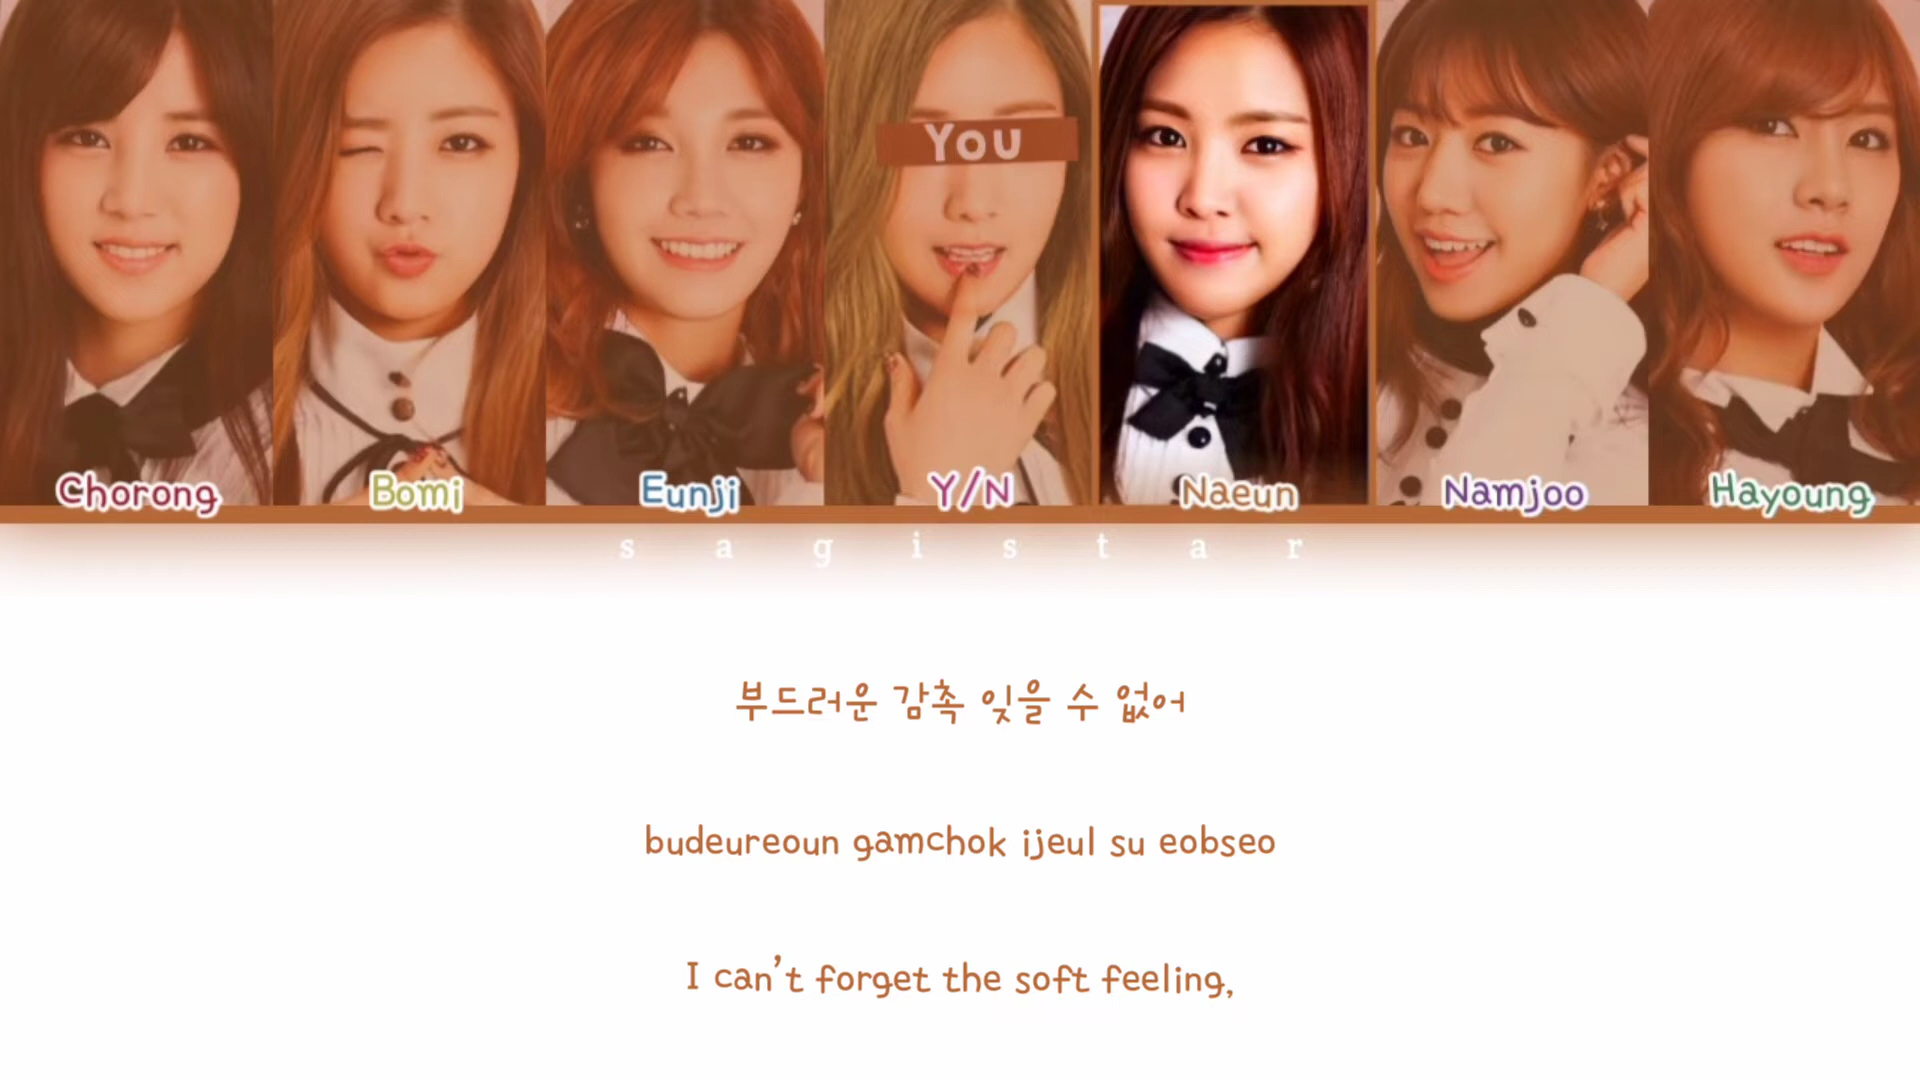 You
Chorong Bomi Eunji Y/N Naeun Namjoo Hayoung
sagistar
부드러운 감촉 잊을 수 없어
budeureoun gamchok ijeul su eobseo
I can't forget the soft feeling,